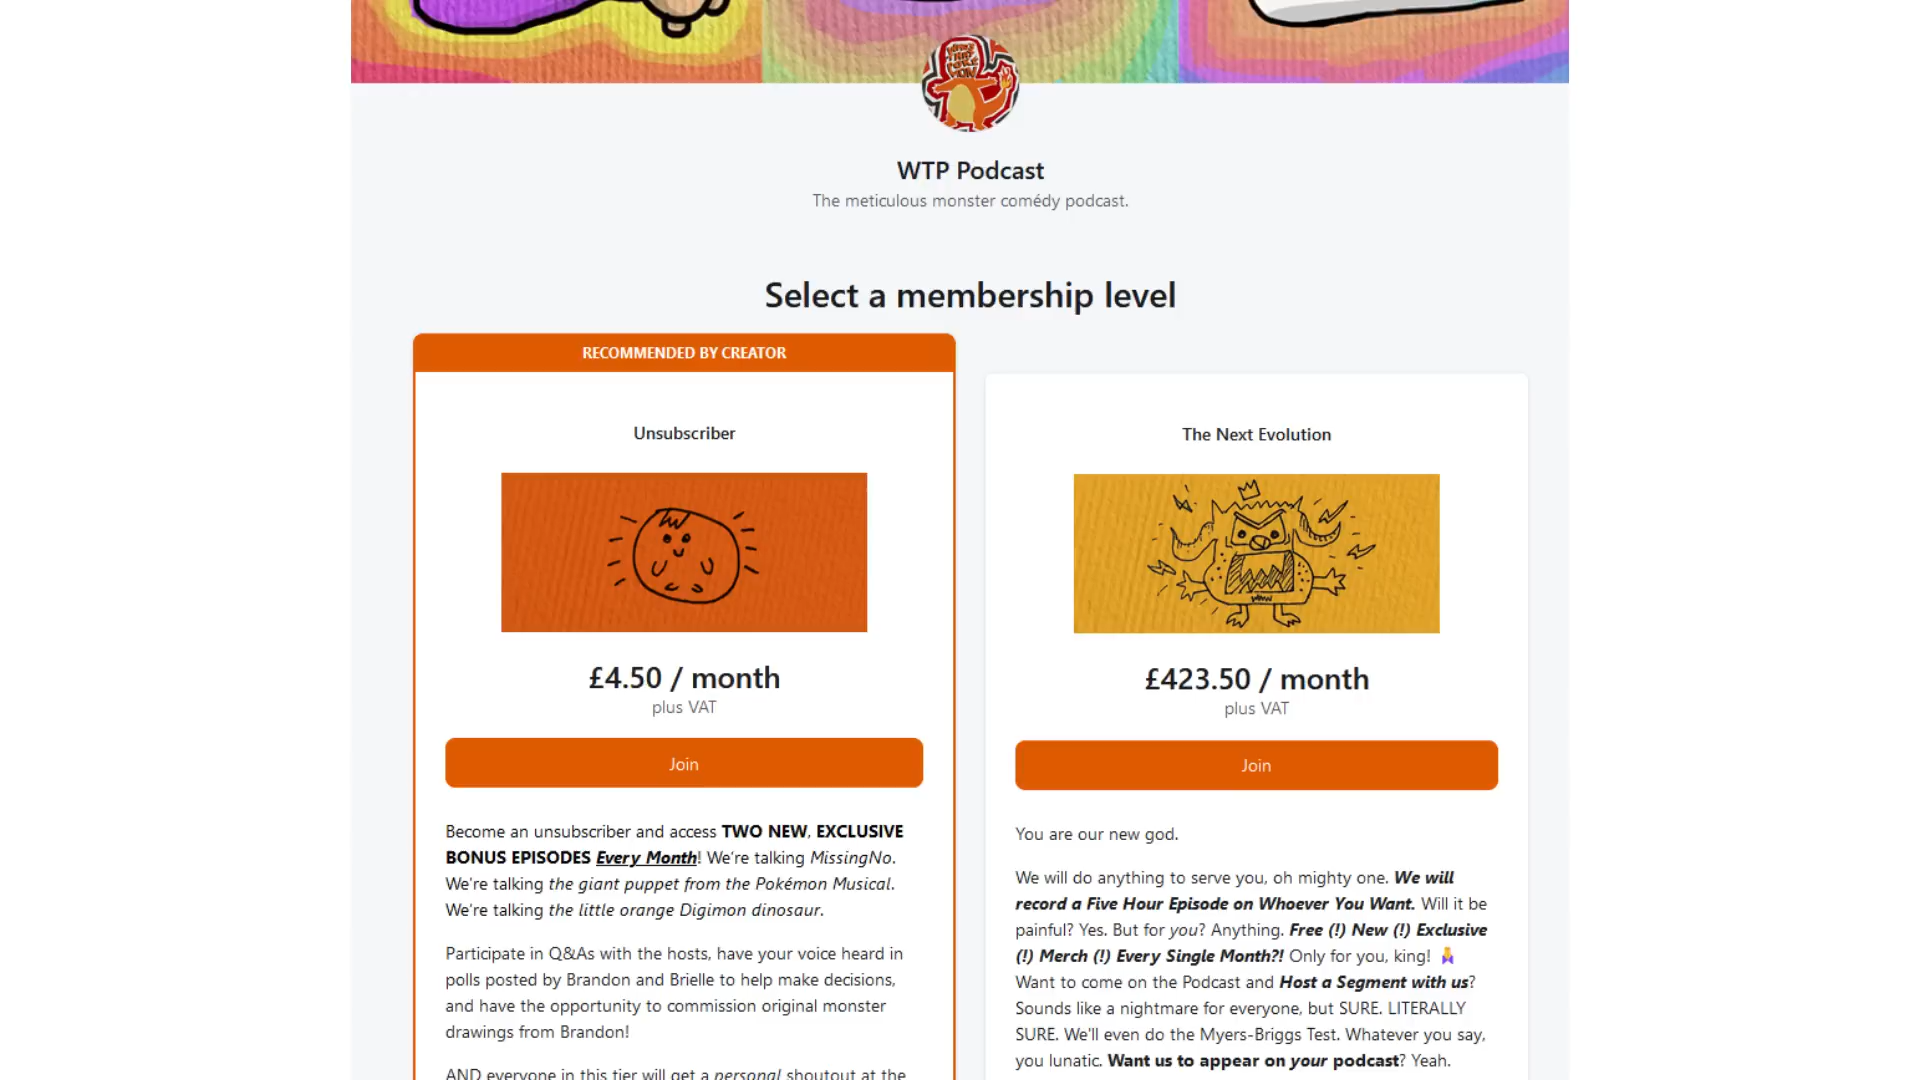 WTP Podcast
The meticulous monster comédy podcast.
Select a membership level
RECOMMENDED BY CREATOR
Unsubscriber
£4.50 / month
plus VAT
Join
Become an unsubscriber and access TWO NEW, EXCLUSIVE
BONUS EPISODES Every Month! We're talking MissingNo.
We're talking the giant puppet from the Pokémon Musical.
We're talking the little orange Digimon dinosaur.
Participate in Q&As with the hosts, have your voice heard in
polls posted by Brandon and Brielle to help make decisions,
and have the opportunity to commission original monster
drawings from Brandon!
AND everyone in this tier will get a personal shoutout at the
The Next Evolution
£423.50 / month
plus VAT
Join
You are our new god.
We will do anything to serve you, oh mighty one. We will
record a Five Hour Episode on Whoever You Want. Will it be
painful? Yes. But for you? Anything. Free (!) New (!) Exclusive
(!) Merch (!) Every Single Month?! Only for you, king! 🧎
Want to come on the Podcast and Host a Segment with us?
Sounds like a nightmare for everyone, but SURE. LITERALLY
SURE. We'll even do the Myers-Briggs Test. Whatever you say,
you lunatic. Want us to appear on your podcast? Yeah.